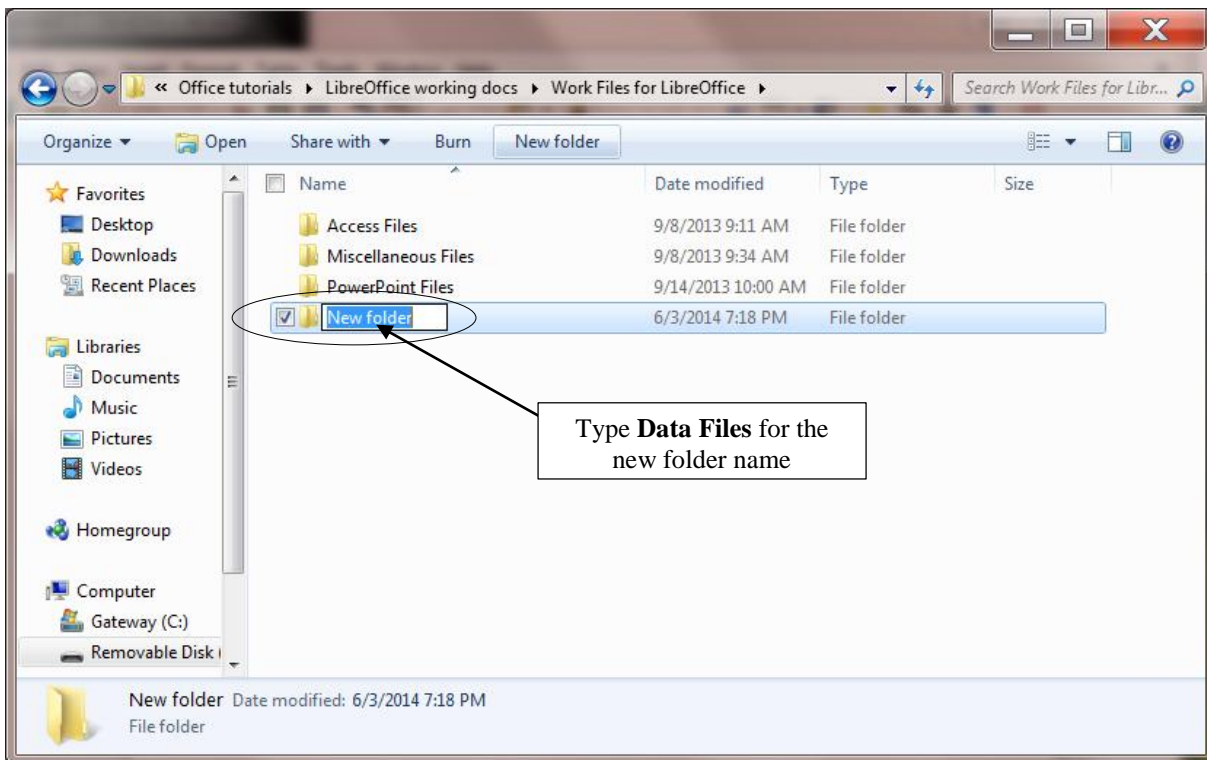 « Office tutorials ▸ LibreOffice working docs ▸ Work Files for LibreOffice ▸ Search Work Files for Libr...
Organize Open Share with Burn New folder
Favorites
Desktop
Downloads
Recent Places
Libraries
Documents
Music
Pictures
Videos
Homegroup
Computer
Gateway (C:)
Removable Disk (
Name Date modified Type Size
Access Files 9/8/2013 9:11 AM File folder
Miscellaneous Files 9/8/2013 9:34 AM File folder
PowerPoint Files 9/14/2013 10:00 AM File folder
New folder 6/3/2014 7:18 PM File folder
Type Data Files for the
new folder name
New folder Date modified: 6/3/2014 7:18 PM
File folder